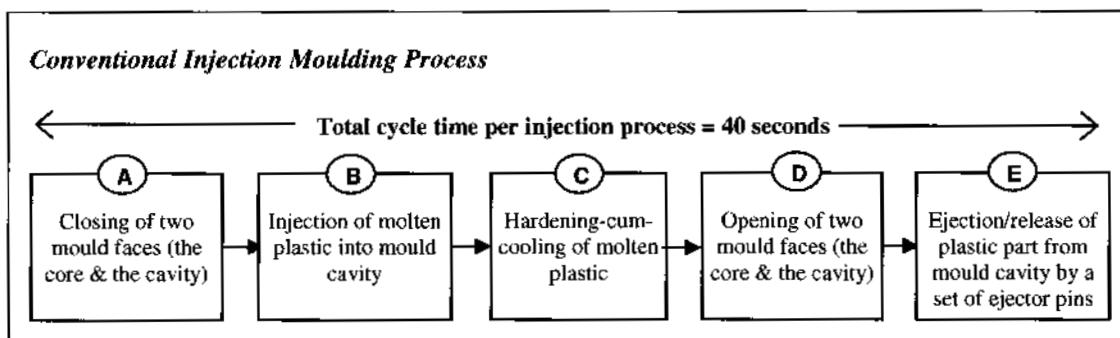 Conventional Injection Moulding Process
Total cycle time per injection process = 40 seconds
A
Closing of two
mould faces (the
core & the cavity)
B
Injection of molten
plastic into mould
cavity
C
Hardening-cum-
cooling of molten
plastic
D
Opening of two
mould faces (the
core & the cavity)
E
Ejection/release of
plastic part from
mould cavity by a
set of ejector pins